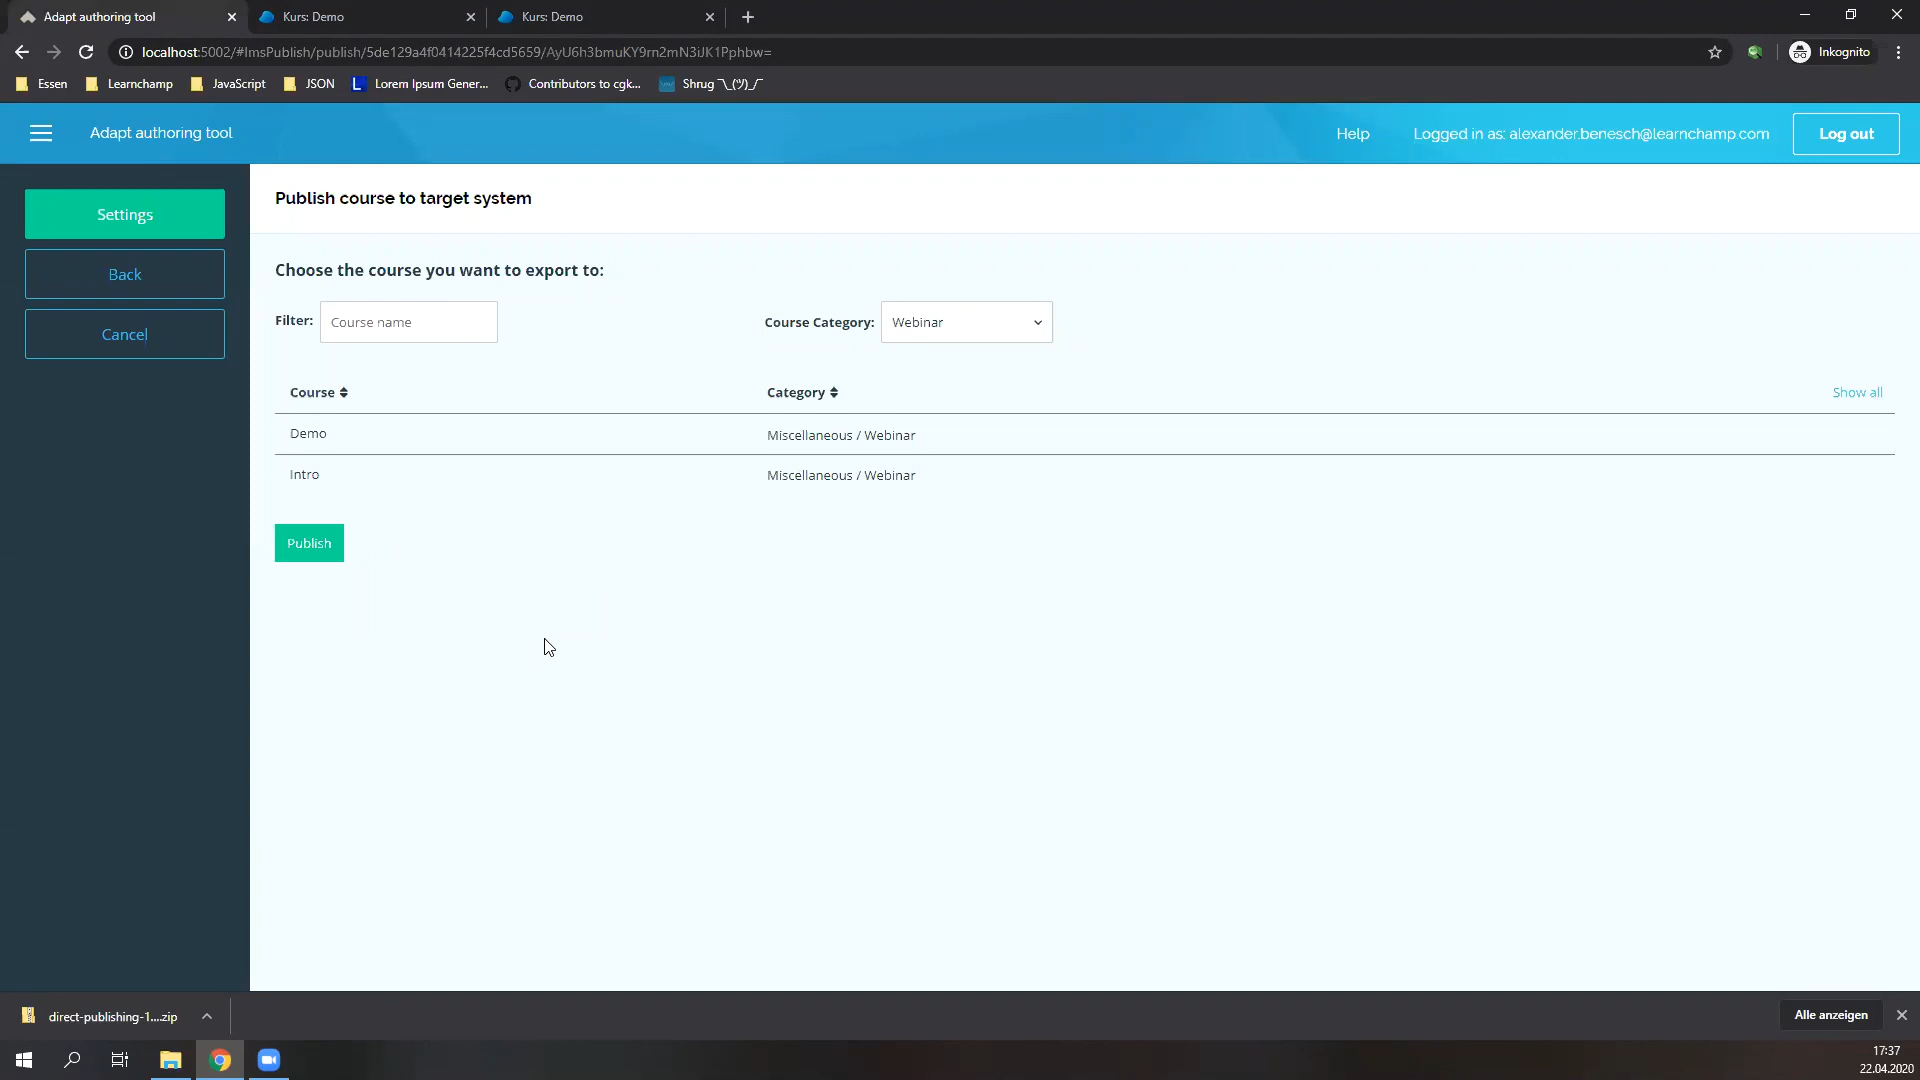 Adapt authoring tool
Kurs: Demo
Kurs: Demo
localhost:5002/#lmsPublish/publish/5de129a4f0414225f4cd5659/AyU6h3bmuKY9rn2mN3iJK1Pphbw=
Inkognito
Essen
Learnchamp
JavaScript
JSON
L
Lorem Ipsum Gener...
Contributors to cgk...
Shrug ¯\_(ツ)_/¯
Adapt authoring tool
Help
Logged in as: alexander.benesch@learnchamp.com
Log out
Settings
Back
Cancel
Publish course to target system
Choose the course you want to export to:
Filter:
Course name
Course Category:
Webinar
Course
Category
Show all
Demo
Miscellaneous / Webinar
Intro
Miscellaneous / Webinar
Publish
direct-publishing-1....zip
Alle anzeigen
17:37
22.04.2020